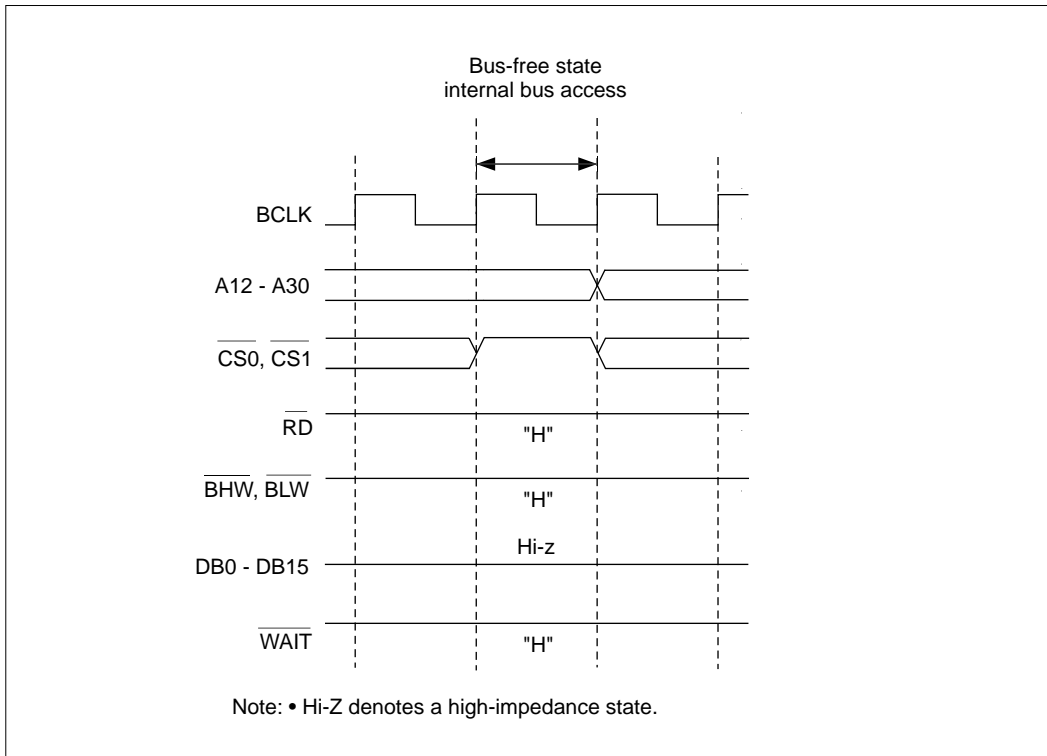 Bus-free state
internal bus access
BCLK
A12 - A30
CS0, CS1
RD
"H"
BHW, BLW
"H"
Hi-z
DB0 - DB15
WAIT
"H"
Note: • Hi-Z denotes a high-impedance state.